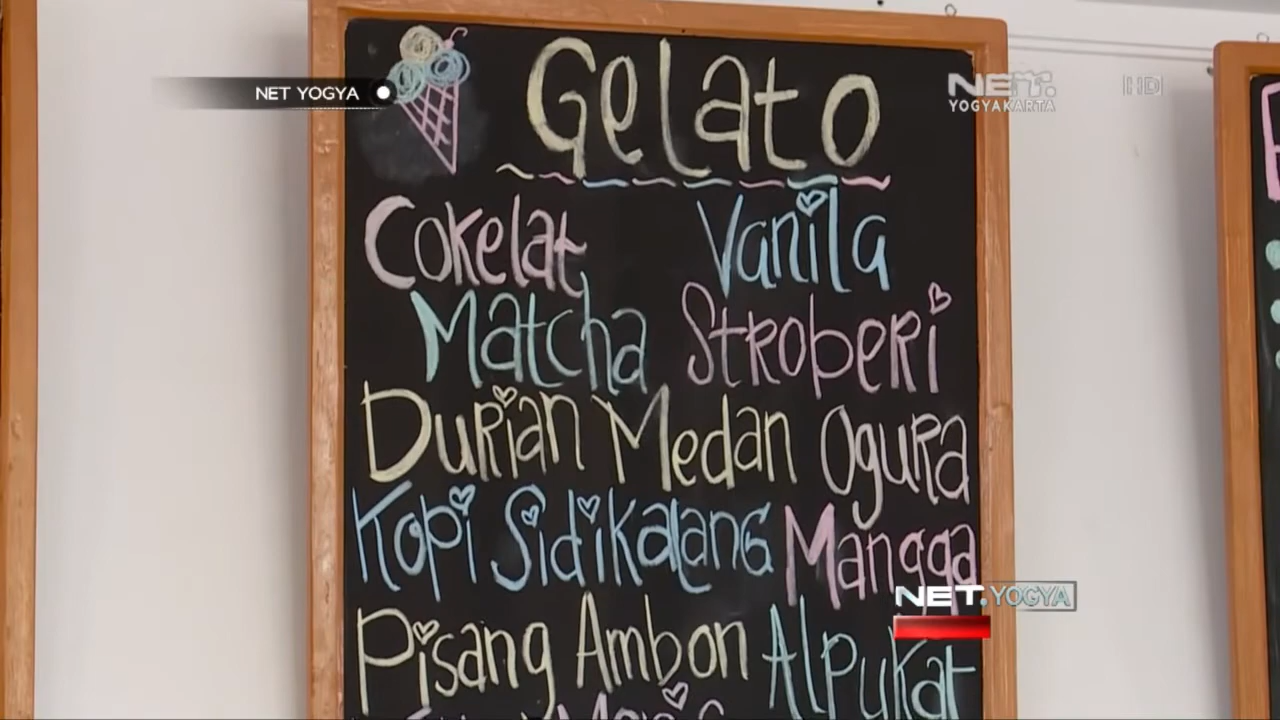 NET YOGYA
NET.
YOGYAKARTA
HD
Gelato
Cokelat Vanila
Matcha Stroberi
Durian Medan Ogura
Kopi Sidikalang Mangga
Pisang Ambon Alpukat
NET. YOGYA